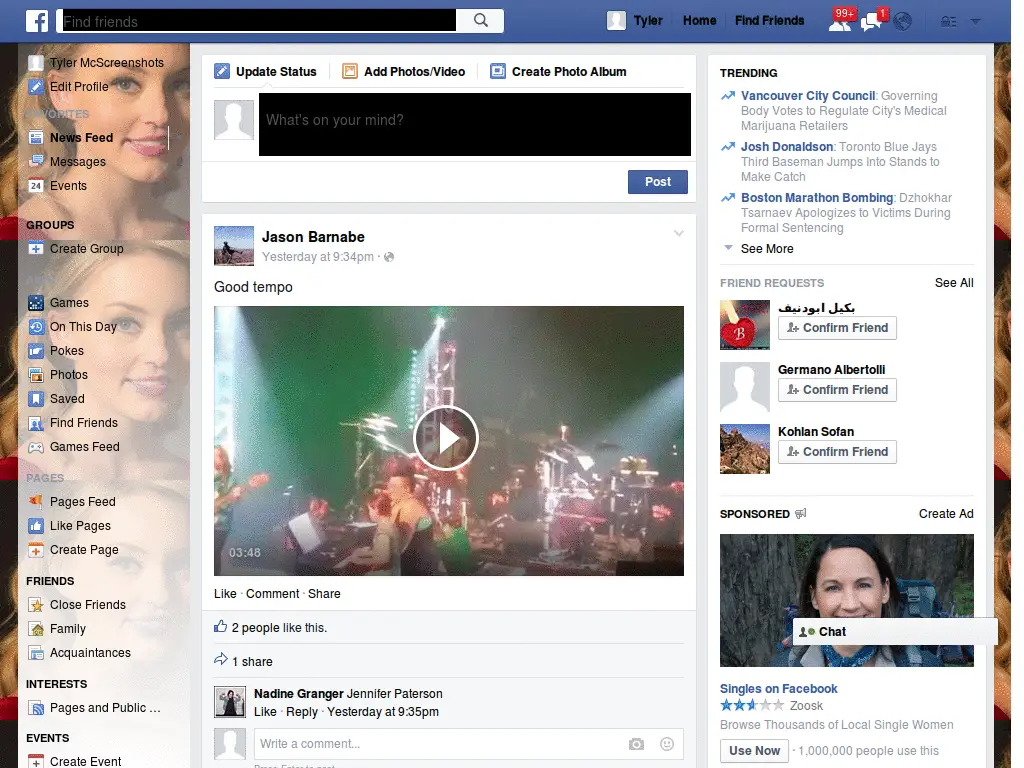 Find friends
Tyler
Home
Find Friends
99+
1
Tyler McScreenshots
Edit Profile
FAVORITES
News Feed
Messages
24
Events
GROUPS
Create Group
Games
On This Day
Pokes
Photos
Saved
Find Friends
Games Feed
PAGES
Pages Feed
Like Pages
Create Page
FRIENDS
Close Friends
Family
Acquaintances
INTERESTS
Pages and Public ...
EVENTS
Create Event
Update Status
Add Photos/Video
Create Photo Album
What's on your mind?
Post
Jason Barnabe
Yesterday at 9:34pm ·
Good tempo
03:48
Like · Comment · Share
2 people like this.
1 share
Nadine Granger Jennifer Paterson
Like · Reply · Yesterday at 9:35pm
Write a comment...
Press Enter to post.
TRENDING
Vancouver City Council: Governing
Body Votes to Regulate City's Medical
Marijuana Retailers
Josh Donaldson: Toronto Blue Jays
Third Baseman Jumps Into Stands to
Make Catch
Boston Marathon Bombing: Dzhokhar
Tsarnaev Apologizes to Victims During
Formal Sentencing
See More
FRIEND REQUESTS
See All
بكيل ابودنيف
Confirm Friend
Germano Albertolli
Confirm Friend
Kohlan Sofan
Confirm Friend
SPONSORED
Create Ad
Chat
Singles on Facebook
Zoosk
Browse Thousands of Local Single Women
Use Now · 1,000,000 people use this